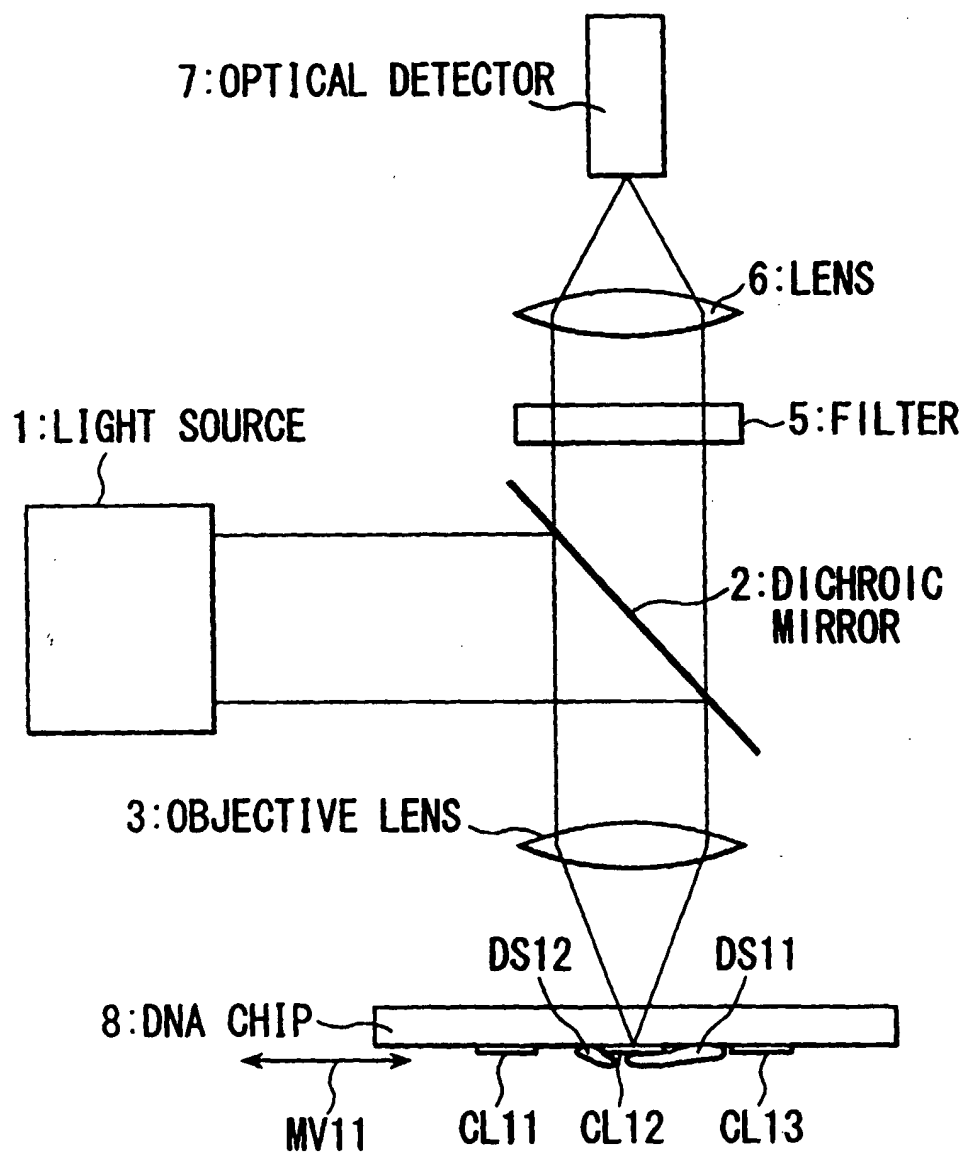 7:OPTICAL DETECTOR
6:LENS
1:LIGHT SOURCE
5:FILTER
2:DICHROIC
MIRROR
3:OBJECTIVE LENS
DS12
DS11
8:DNA CHIP
MV11
CL11
CL12
CL13